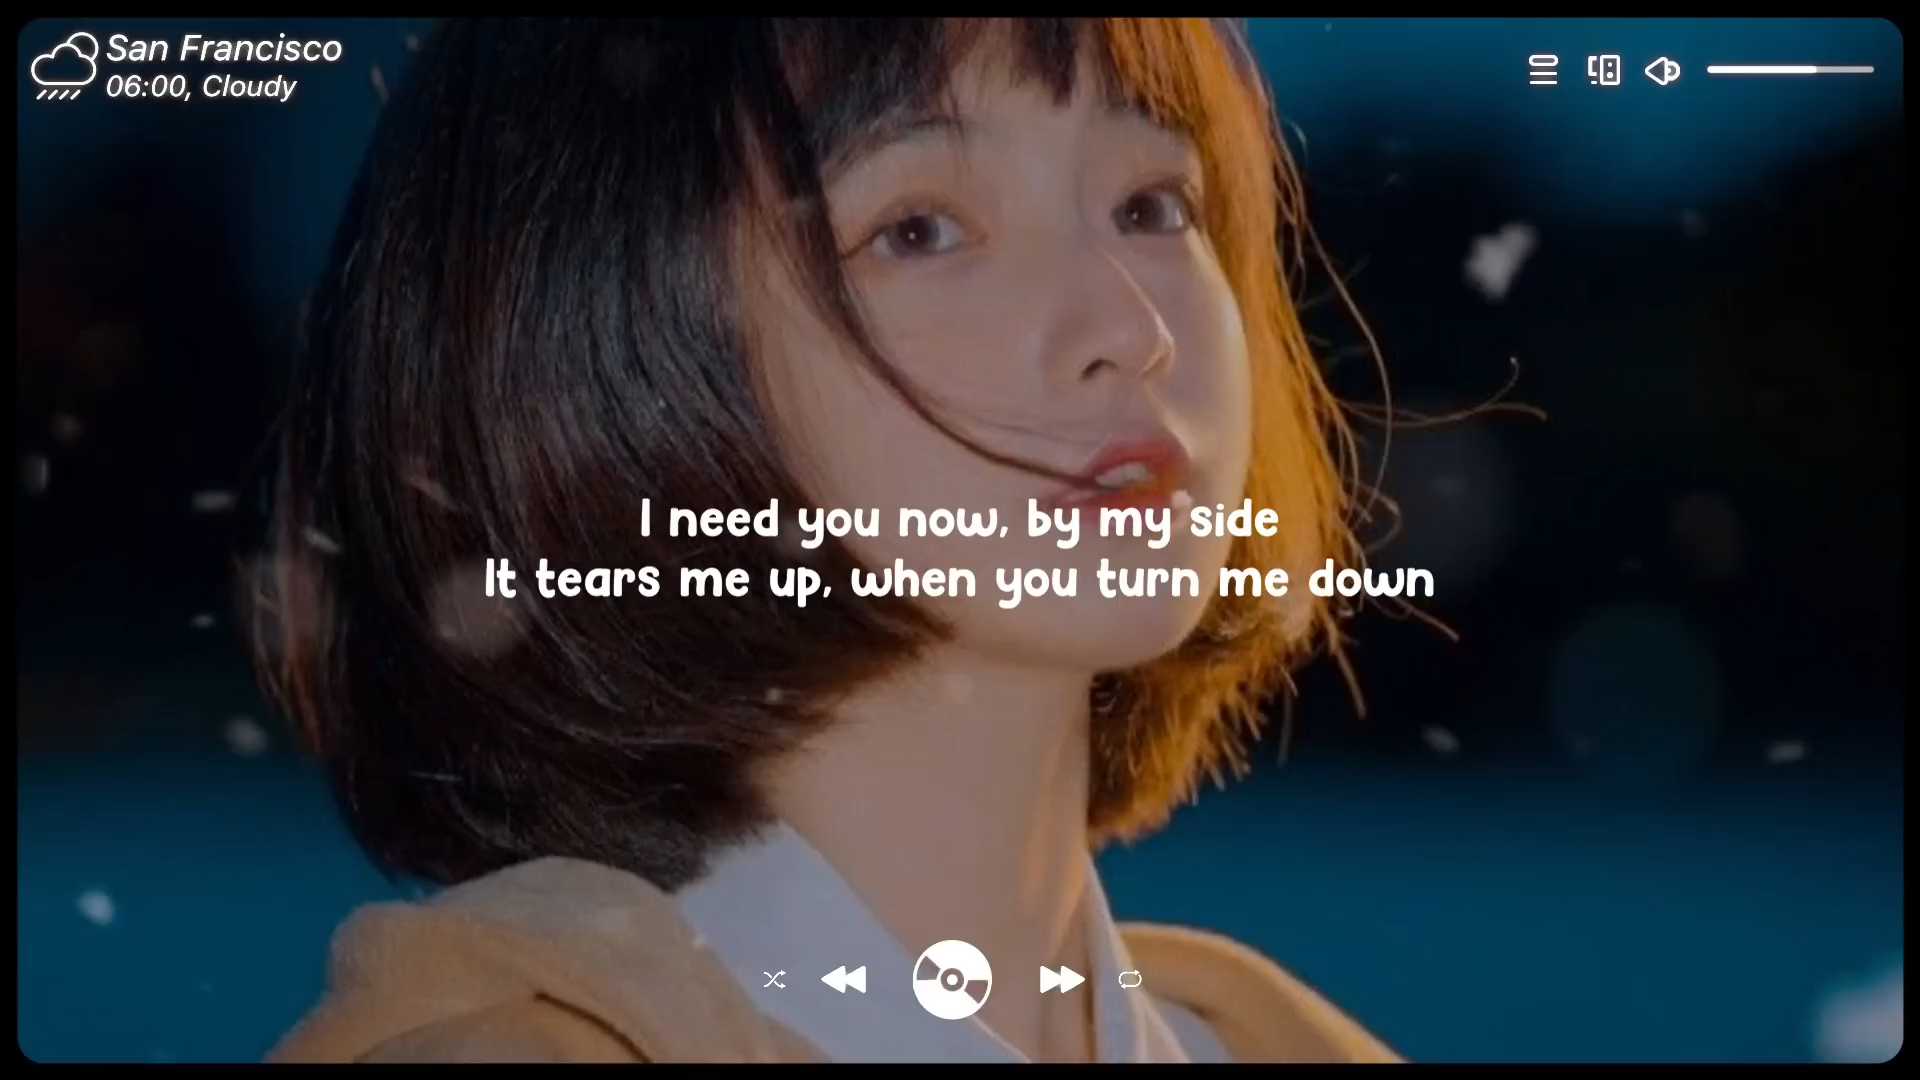 San Francisco
06:00, Cloudy
I need you now, by my side
It tears me up, when you turn me down